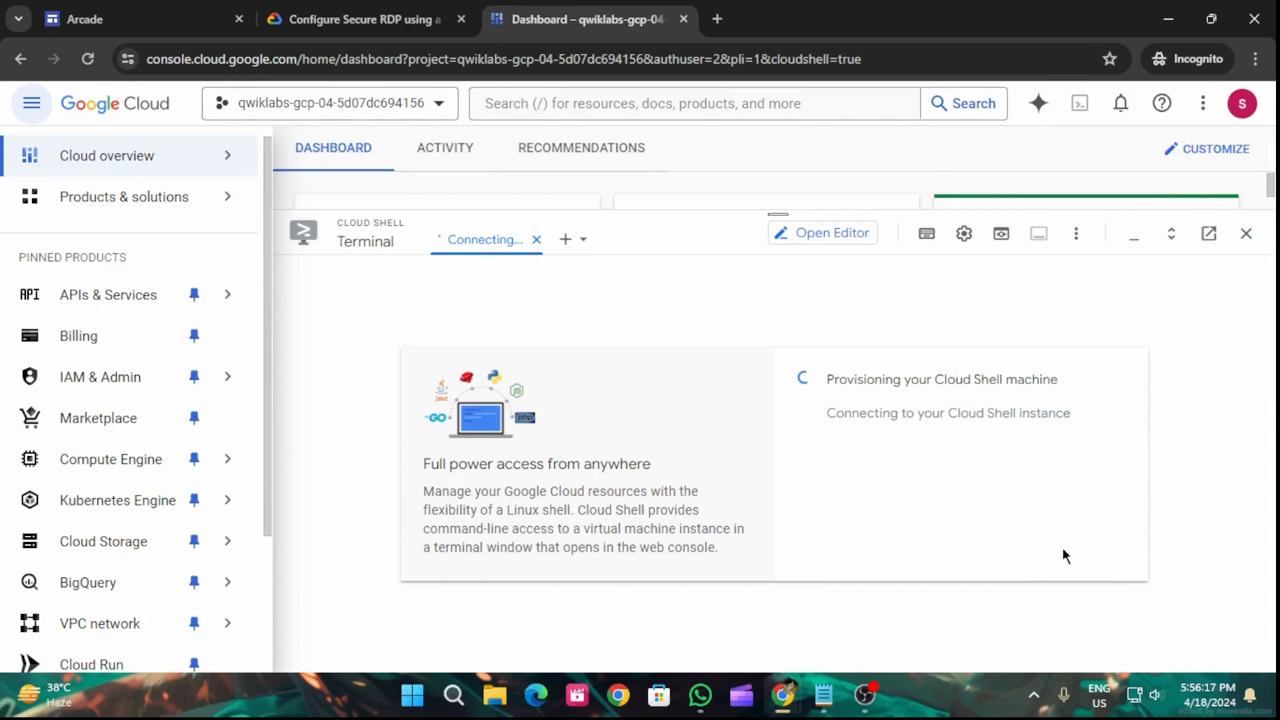 Arcade
Configure Secure RDP using a
Dashboard – qwiklabs-gcp-04-
console.cloud.google.com/home/dashboard?project=qwiklabs-gcp-04-5d07dc694156&authuser=2&pli=1&cloudshell=true
Incognito
Google Cloud
qwiklabs-gcp-04-5d07dc694156
Search (/) for resources, docs, products, and more
Search
S
Cloud overview
Products & solutions
PINNED PRODUCTS
API APIs & Services
Billing
IAM & Admin
Marketplace
Compute Engine
Kubernetes Engine
Cloud Storage
BigQuery
VPC network
Cloud Run
DASHBOARD
ACTIVITY
RECOMMENDATIONS
CUSTOMIZE
CLOUD SHELL
Terminal
Connecting...
Open Editor
Java
GO
php
Full power access from anywhere
Manage your Google Cloud resources with the
flexibility of a Linux shell. Cloud Shell provides
command-line access to a virtual machine instance in
a terminal window that opens in the web console.
Provisioning your Cloud Shell machine
Connecting to your Cloud Shell instance
38°C
Haze
ENG
US
5:56:17 PM
4/18/2024